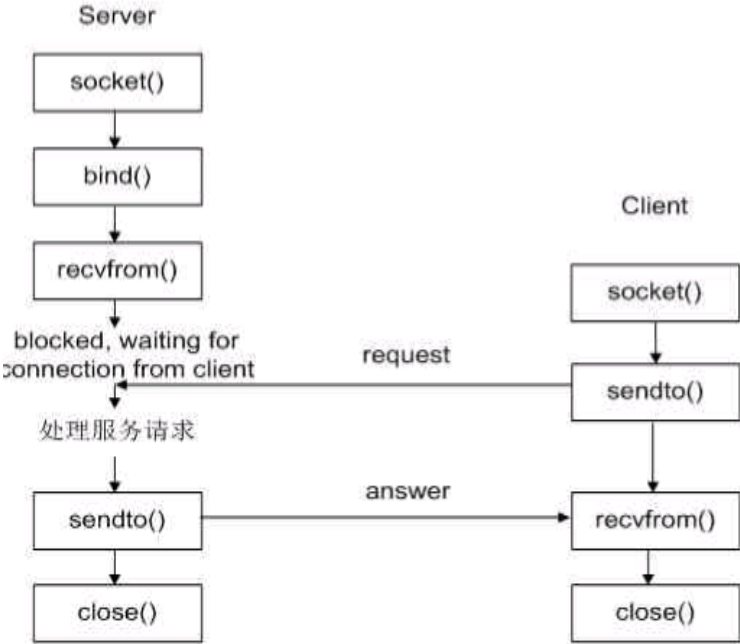 Server
socket()
bind()
recvfrom()
blocked, waiting for
connection from client
处理服务请求
sendto()
close()
request
answer
Client
socket()
sendto()
recvfrom()
close()